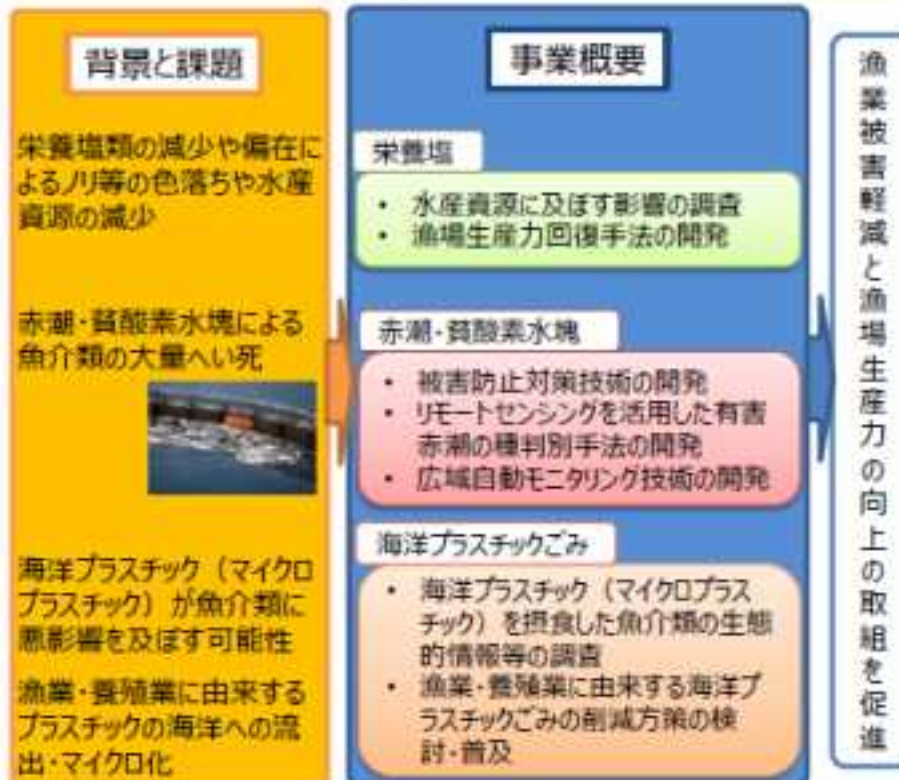 背景と課題
栄養塩類の減少や偏在に
よるノリ等の色落ちや水産
資源の減少
赤潮・貧酸素水塊による
魚介類の大量へい死
海洋プラスチック（マイクロ
プラスチック）が魚介類に
悪影響を及ぼす可能性
漁業・養殖業に由来する
プラスチックの海洋への流
出・マイクロ化
事業概要
栄養塩
・ 水産資源に及ぼす影響の調査
・ 漁場生産力回復手法の開発
赤潮・貧酸素水塊
・ 被害防止対策技術の開発
・ リモートセンシングを活用した有害
赤潮の種判別手法の開発
・ 広域自動モニタリング技術の開発
海洋プラスチックごみ
・ 海洋プラスチック（マイクロプラス
チック）を摂食した魚介類の生態
的情報等の調査
・ 漁業・養殖業に由来する海洋プ
ラスチックごみの削減方策の検
討・普及
漁業被害軽減と漁場生産力の向上の取組を促進